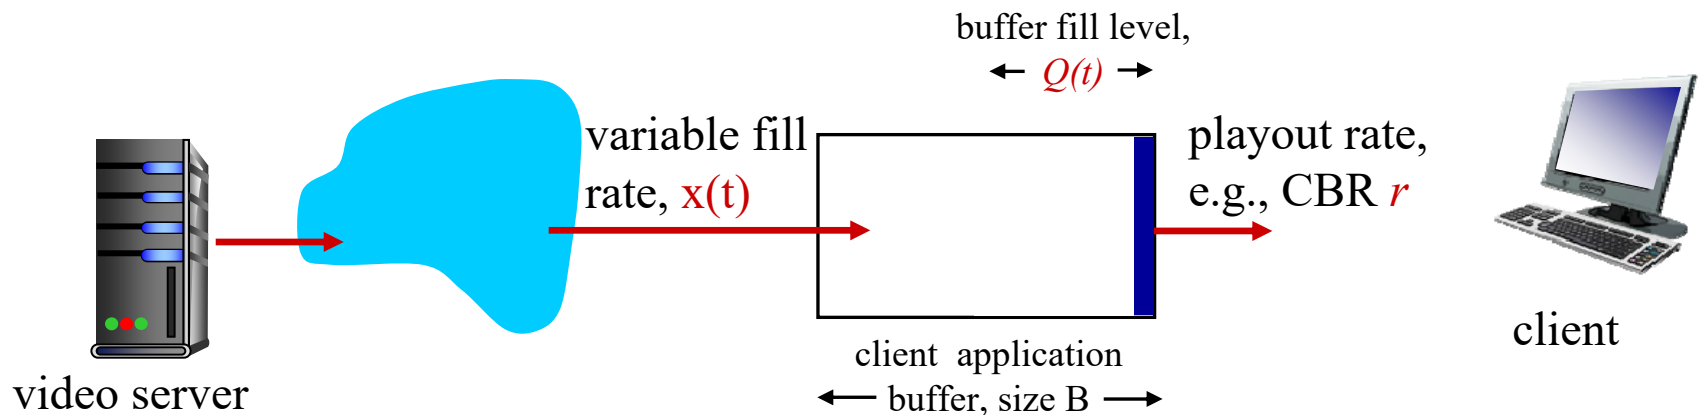 buffer fill level,
Q(t)
variable fill
rate, x(t)
playout rate,
e.g., CBR r
client application
buffer, size B
video server
client